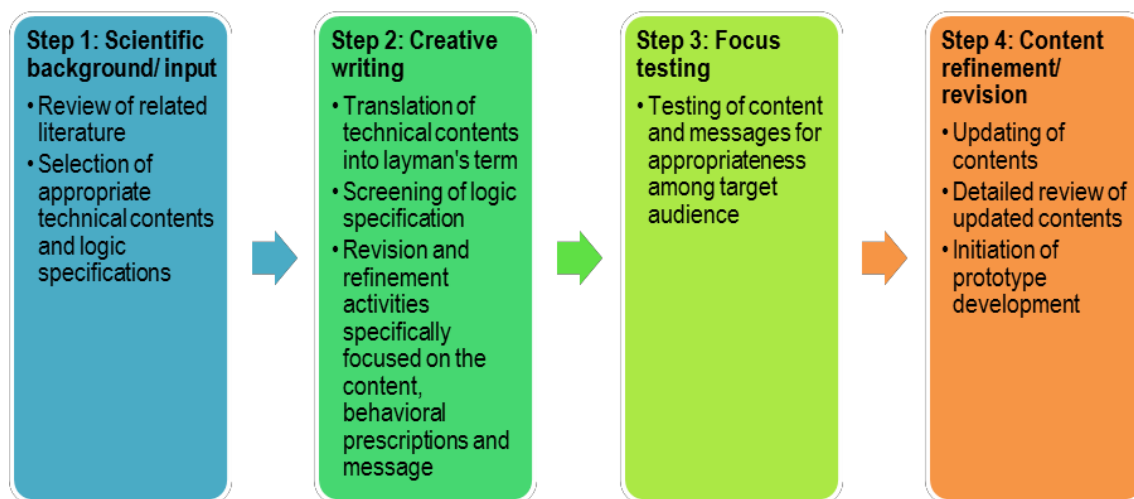 Step 1: Scientific
background/ input
• Review of related
literature
• Selection of
appropriate
technical contents
and logic
specifications
Step 2: Creative
writing
• Translation of
technical contents
into layman's term
• Screening of logic
specification
• Revision and
refinement
activities
specifically
focused on the
content,
behavioral
prescriptions and
message
Step 3: Focus
testing
• Testing of content
and messages for
appropriateness
among target
audience
Step 4: Content
refinement/
revision
• Updating of
contents
• Detailed review of
updated contents
• Initiation of
prototype
development